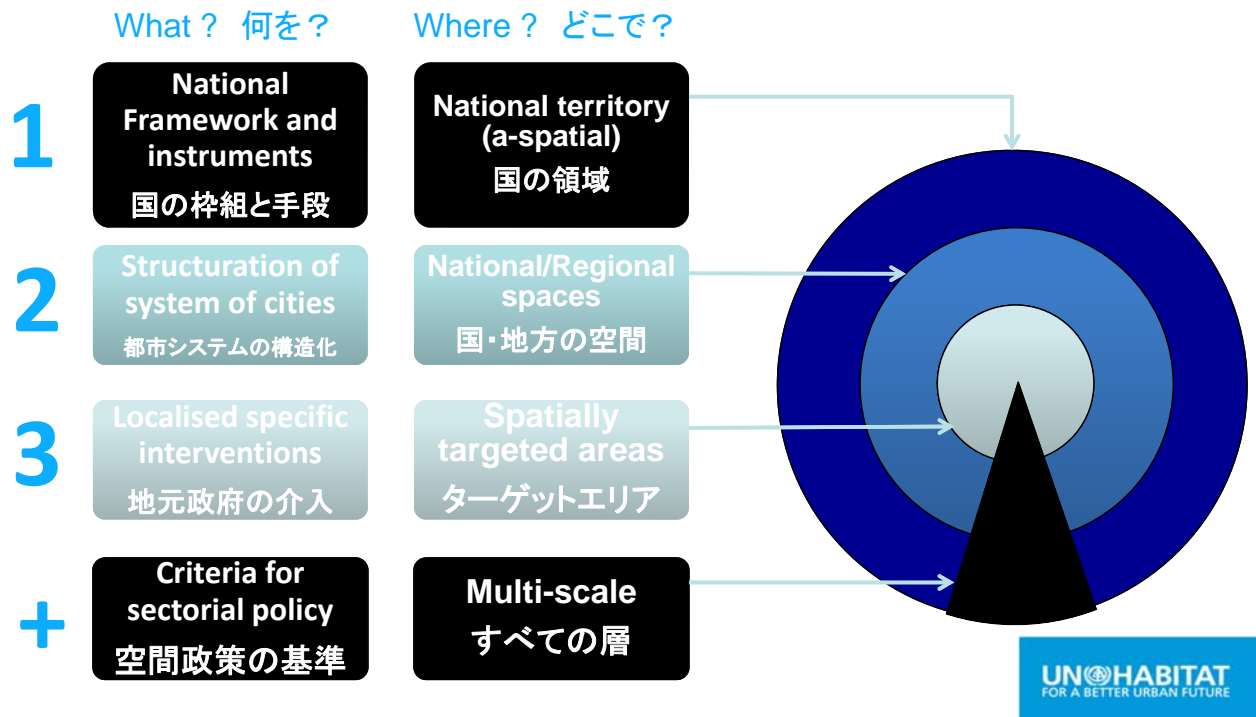 What ? 何を？
Where ? どこで？
1
National
Framework and
instruments
国の枠組と手段
National territory
(a-spatial)
国の領域
2
Structuration of
system of cities
都市システムの構造化
National/Regional
spaces
国・地方の空間
3
Localised specific
interventions
地元政府の介入
Spatially
targeted areas
ターゲットエリア
+
Criteria for
sectorial policy
空間政策の基準
Multi-scale
すべての層
UN HABITAT
FOR A BETTER URBAN FUTURE